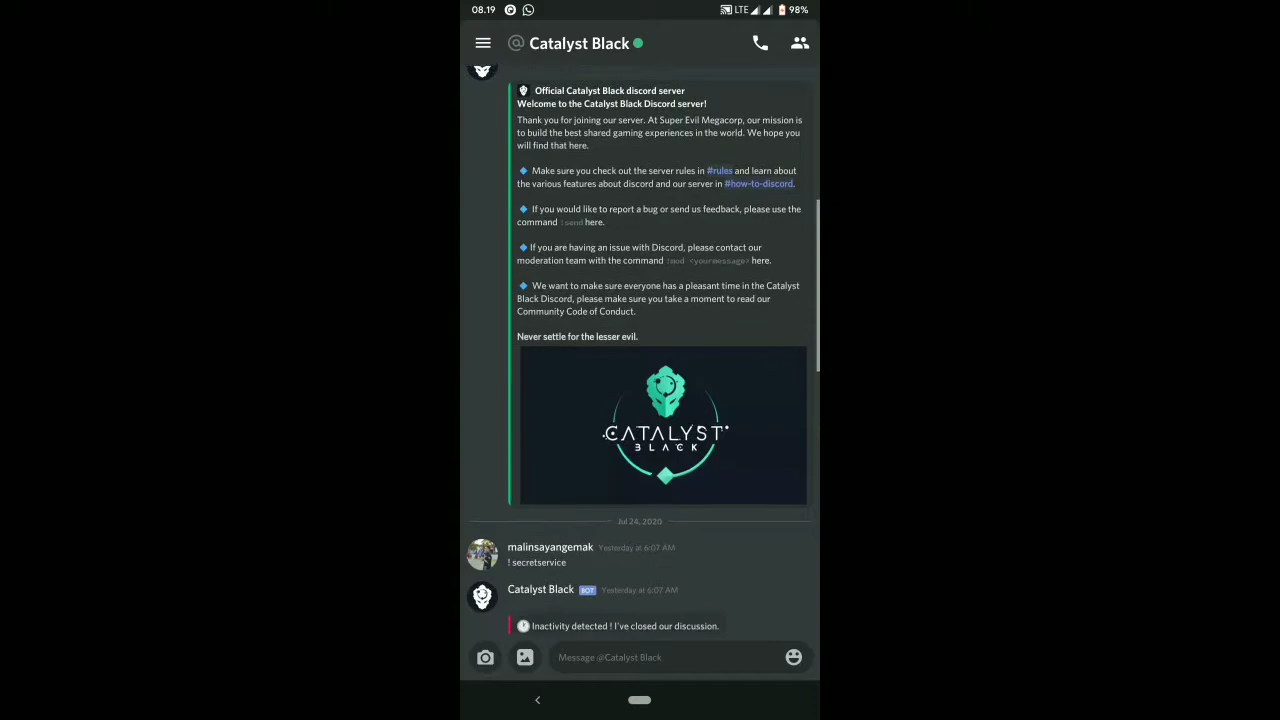 08.19
LTE
98%
@ Catalyst Black
Official Catalyst Black discord server
Welcome to the Catalyst Black Discord server!
Thank you for joining our server. At Super Evil Megacorp, our mission is
to build the best shared gaming experiences in the world. We hope you
will find that here.
Make sure you check out the server rules in #rules and learn about
the various features about discord and our server in #how-to-discord.
If you would like to report a bug or send us feedback, please use the
command !send here.
If you are having an issue with Discord, please contact our
moderation team with the command !mod <yourmessage> here.
We want to make sure everyone has a pleasant time in the Catalyst
Black Discord, please make sure you take a moment to read our
Community Code of Conduct.
Never settle for the lesser evil.
CATALYST
BLACK
Jul 24, 2020
malinsayangemak Yesterday at 6:07 AM
! secretservice
Catalyst Black BOT Yesterday at 6:07 AM
Inactivity detected ! I've closed our discussion.
Message @Catalyst Black